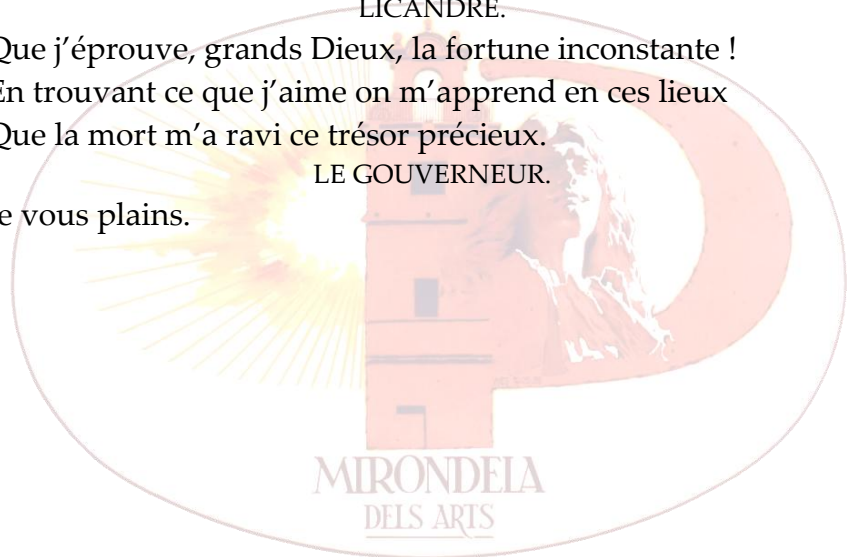 LICANDRE.
Que j’éprouve, grands Dieux, la fortune inconstante !
En trouvant ce que j’aime on m’apprend en ces lieux
Que la mort m’a ravi ce trésor précieux.
LE GOUVERNEUR.
e vous plains.
MIRONDELA
DELS ARTS